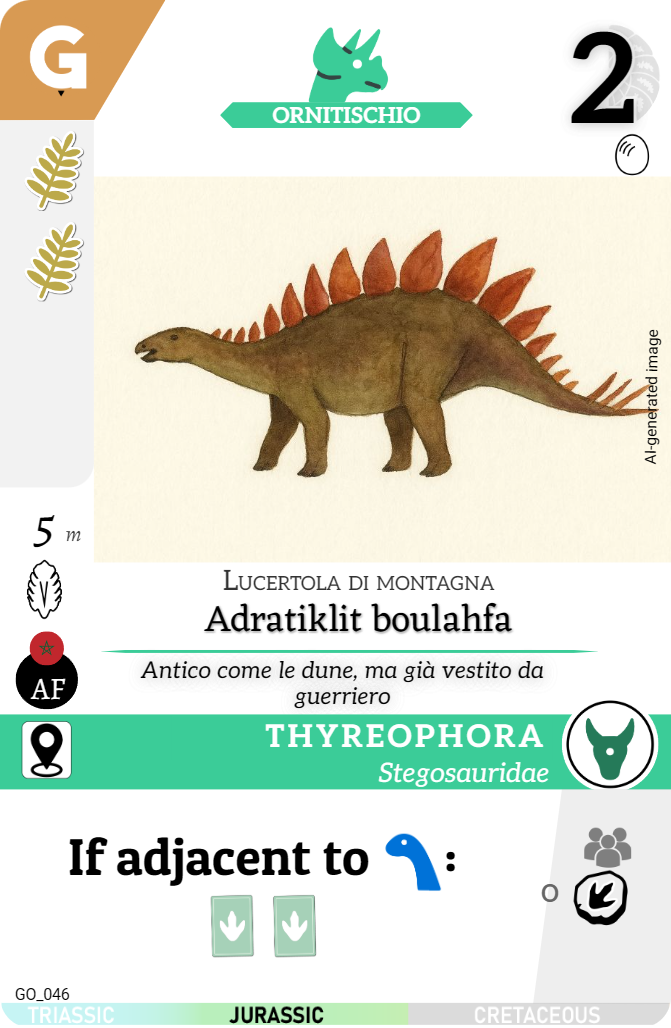 G
ORNITISCHIO
2
AI-generated image
5 m
Lucertola di montagna
Adratiklit boulahfa
AF
Antico come le dune, ma già vestito da
guerriero
THYREOPHORA
Stegosauridae
If adjacent to :
O
GO_046
TRIASSIC JURASSIC CRETACEOUS